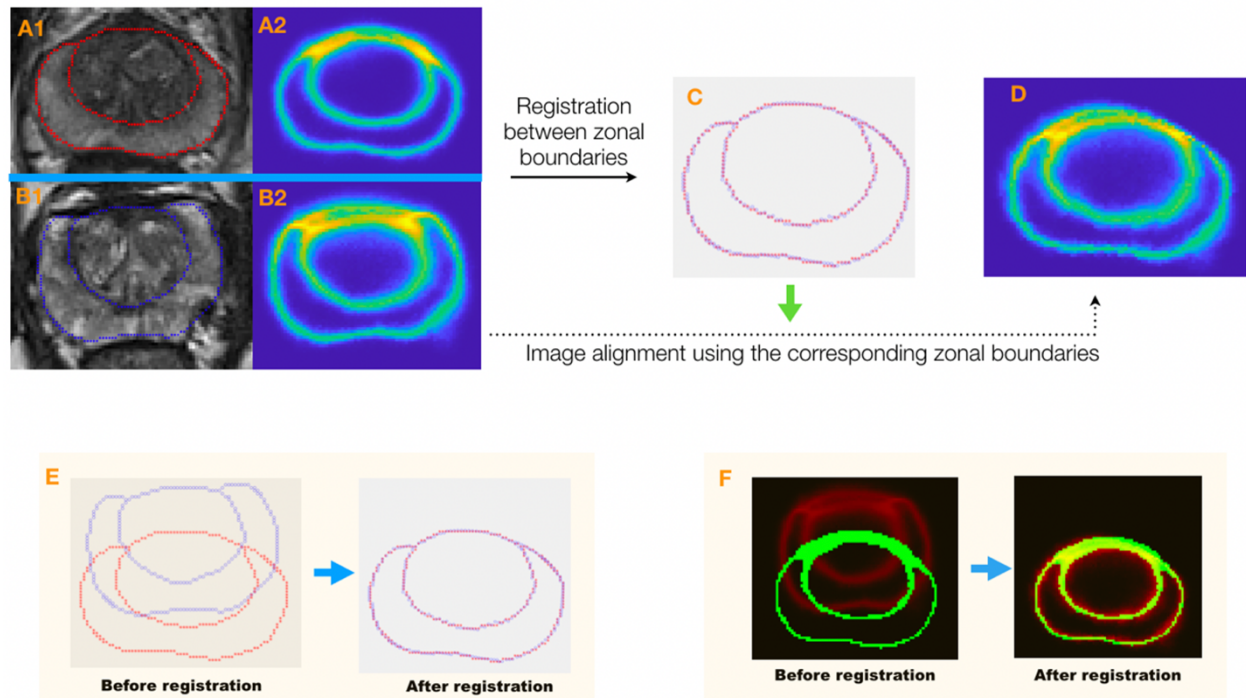 A1
A2
B1
B2
Registration
between zonal
boundaries
C
D
Image alignment using the corresponding zonal boundaries
E
Before registration
After registration
F
Before registration
After registration